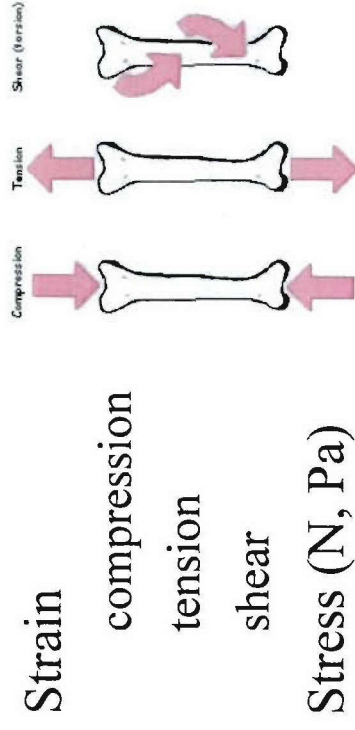 Strain
compression
tension
shear
Stress (N, Pa)
Compression
Tension
Shear (torsion)